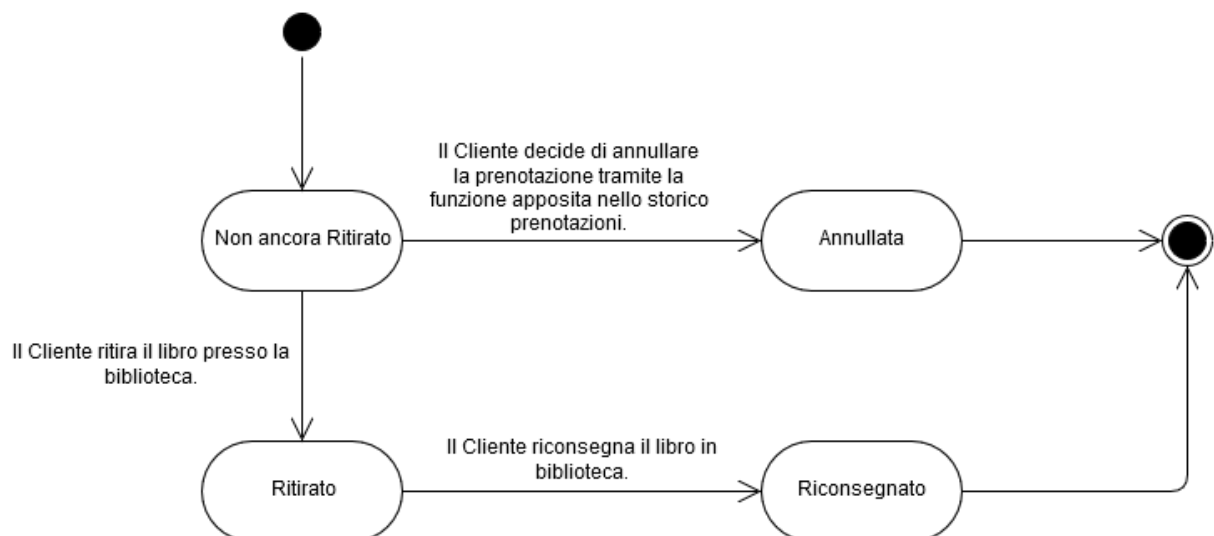 Il Cliente decide di annullare
la prenotazione tramite la
funzione apposita nello storico
prenotazioni.
Non ancora Ritirato
Annullata
Il Cliente ritira il libro presso la
biblioteca.
Il Cliente riconsegna il libro in
biblioteca.
Ritirato
Riconsegnato